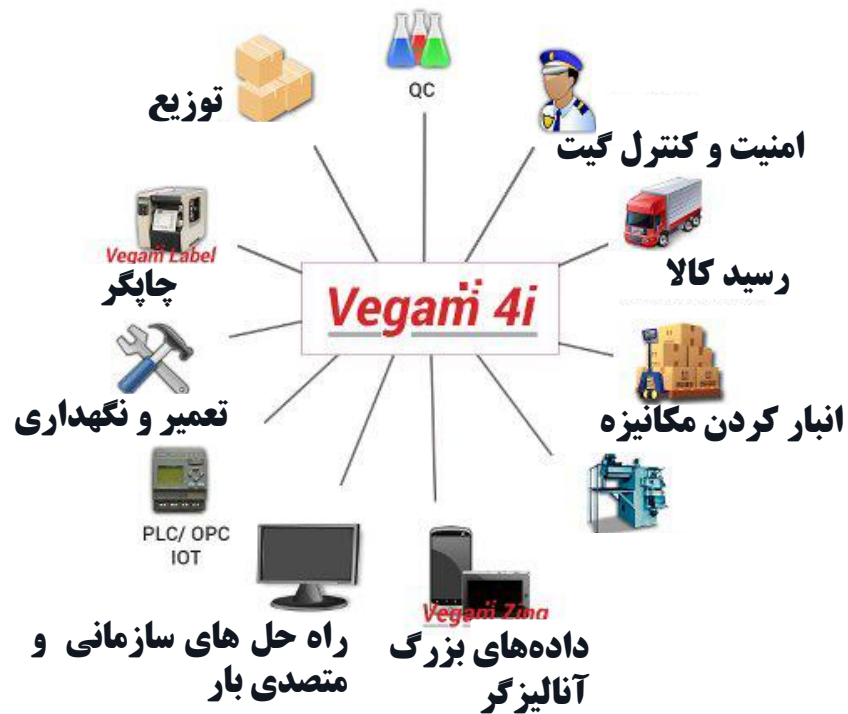 QC
توزیع
امنیت و کنترل گیت
Vegam Label
چاپگر
رسید کالا
Vegam 4i
تعمیر و نگهداری
انبار کردن مکانیزه
PLC/ OPC
IOT
Vegam Zing
راه حل های سازمانی و
متصدی بار
داده‌های بزرگ
آنالیزگر